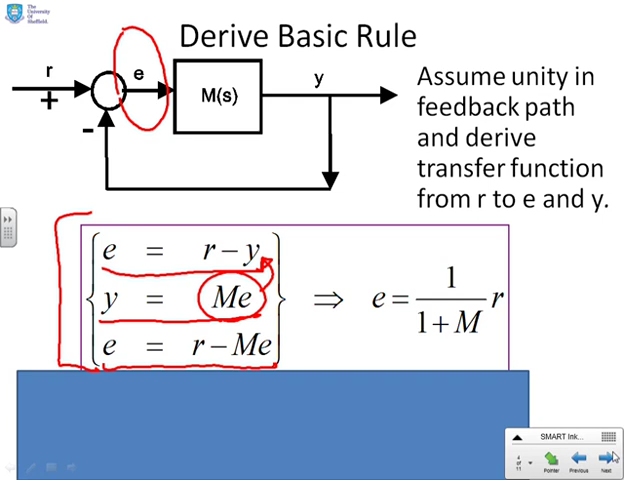 The University Of Sheffield.
Derive Basic Rule
r
e
M(s)
y
+
-
Assume unity in
feedback path
and derive
transfer function
from r to e and y.
e = r − y
y = Me
e = r − Me
⇒ e = 1/(1+M) r
SMART Ink...
4 of 11
Pointer
Previous
Next